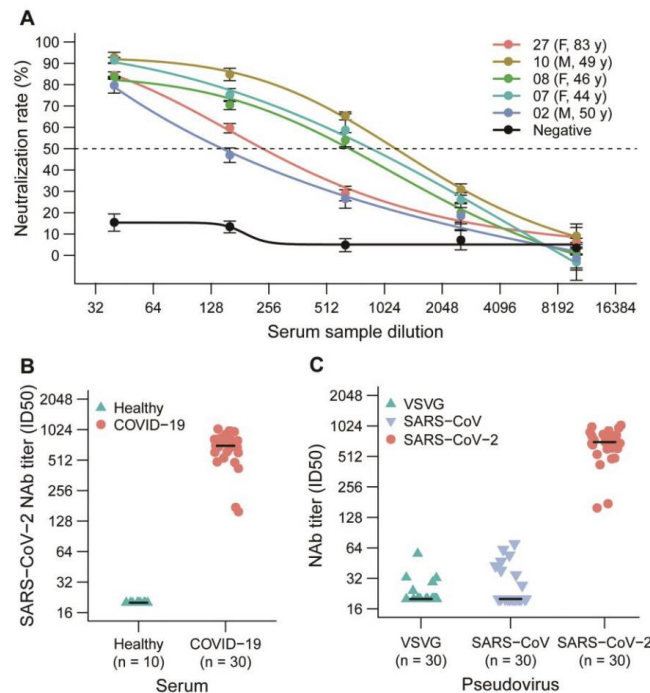 A
100
90
80
70
60
50
40
30
20
10
0
Neutralization rate (%)
27 (F, 83 y)
10 (M, 49 y)
08 (F, 46 y)
07 (F, 44 y)
02 (M, 50 y)
Negative
32 64 128 256 512 1024 2048 4096 8192 16384
Serum sample dilution
B
Healthy
COVID-19
2048
1024
512
256
128
64
32
16
SARS-CoV-2 NAb titer (ID50)
Healthy COVID-19
(n = 10) (n = 30)
Serum
C
VSVG
SARS-CoV
SARS-CoV-2
2048
1024
512
256
128
64
32
16
NAb titer (ID50)
VSVG SARS-CoV SARS-CoV-2
(n = 30) (n = 30) (n = 30)
Pseudovirus